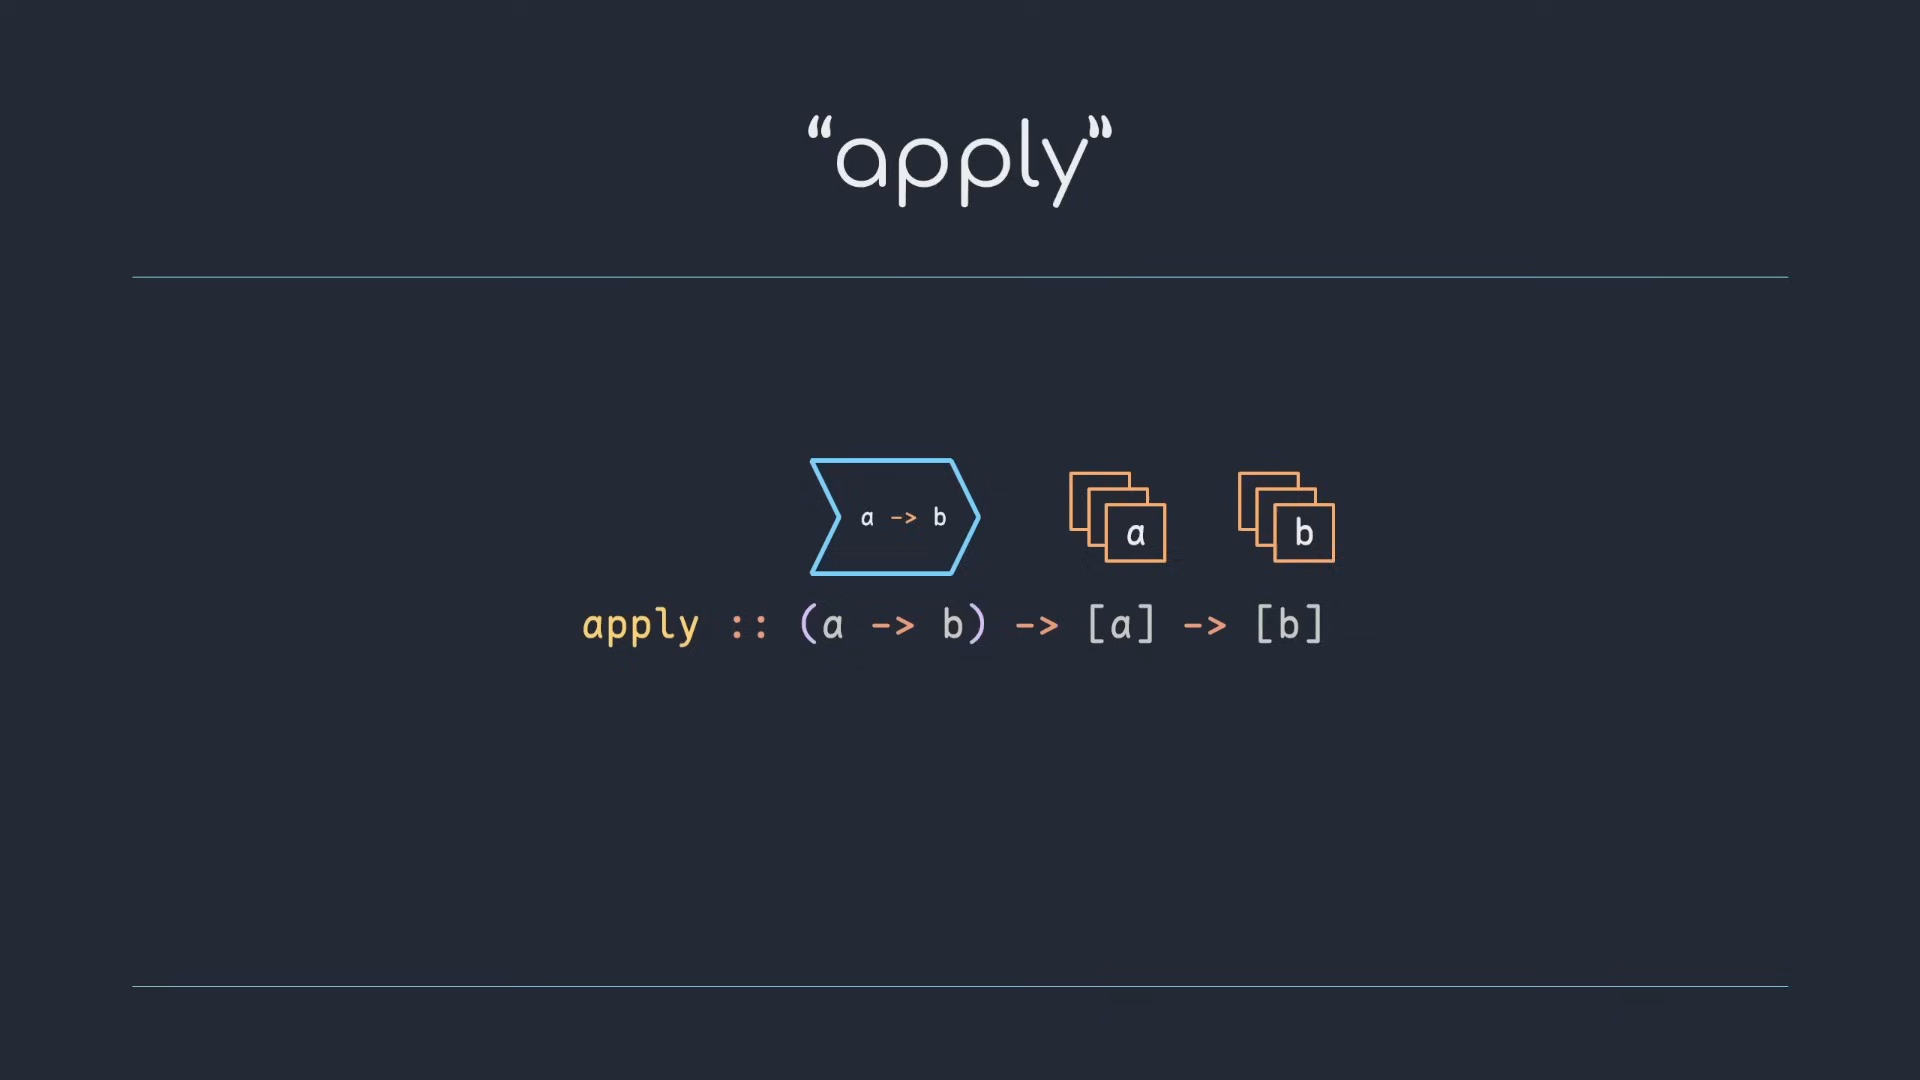 “apply”
a -> b
a
b
apply :: (a -> b) -> [a] -> [b]